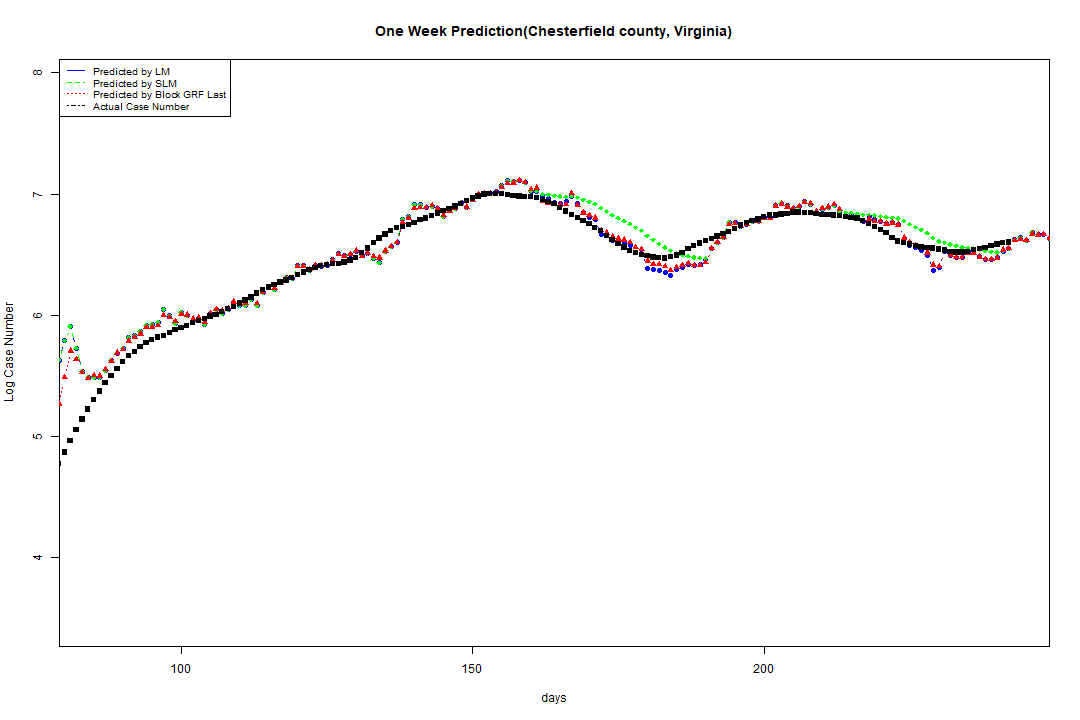 One Week Prediction(Chesterfield county, Virginia)
Predicted by LM
Predicted by SLM
Predicted by Block GRF Last
Actual Case Number
8
7
6
5
4
Log Case Number
100 150 200
days